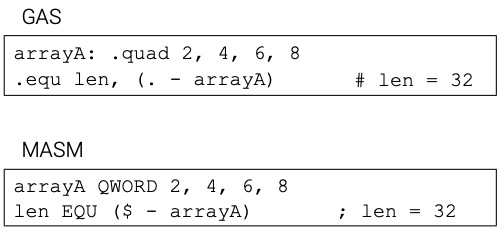 GAS
arrayA: .quad 2, 4, 6, 8
.equ len, (. - arrayA) # len = 32
MASM
arrayA QWORD 2, 4, 6, 8
len EQU ($ - arrayA) ; len = 32